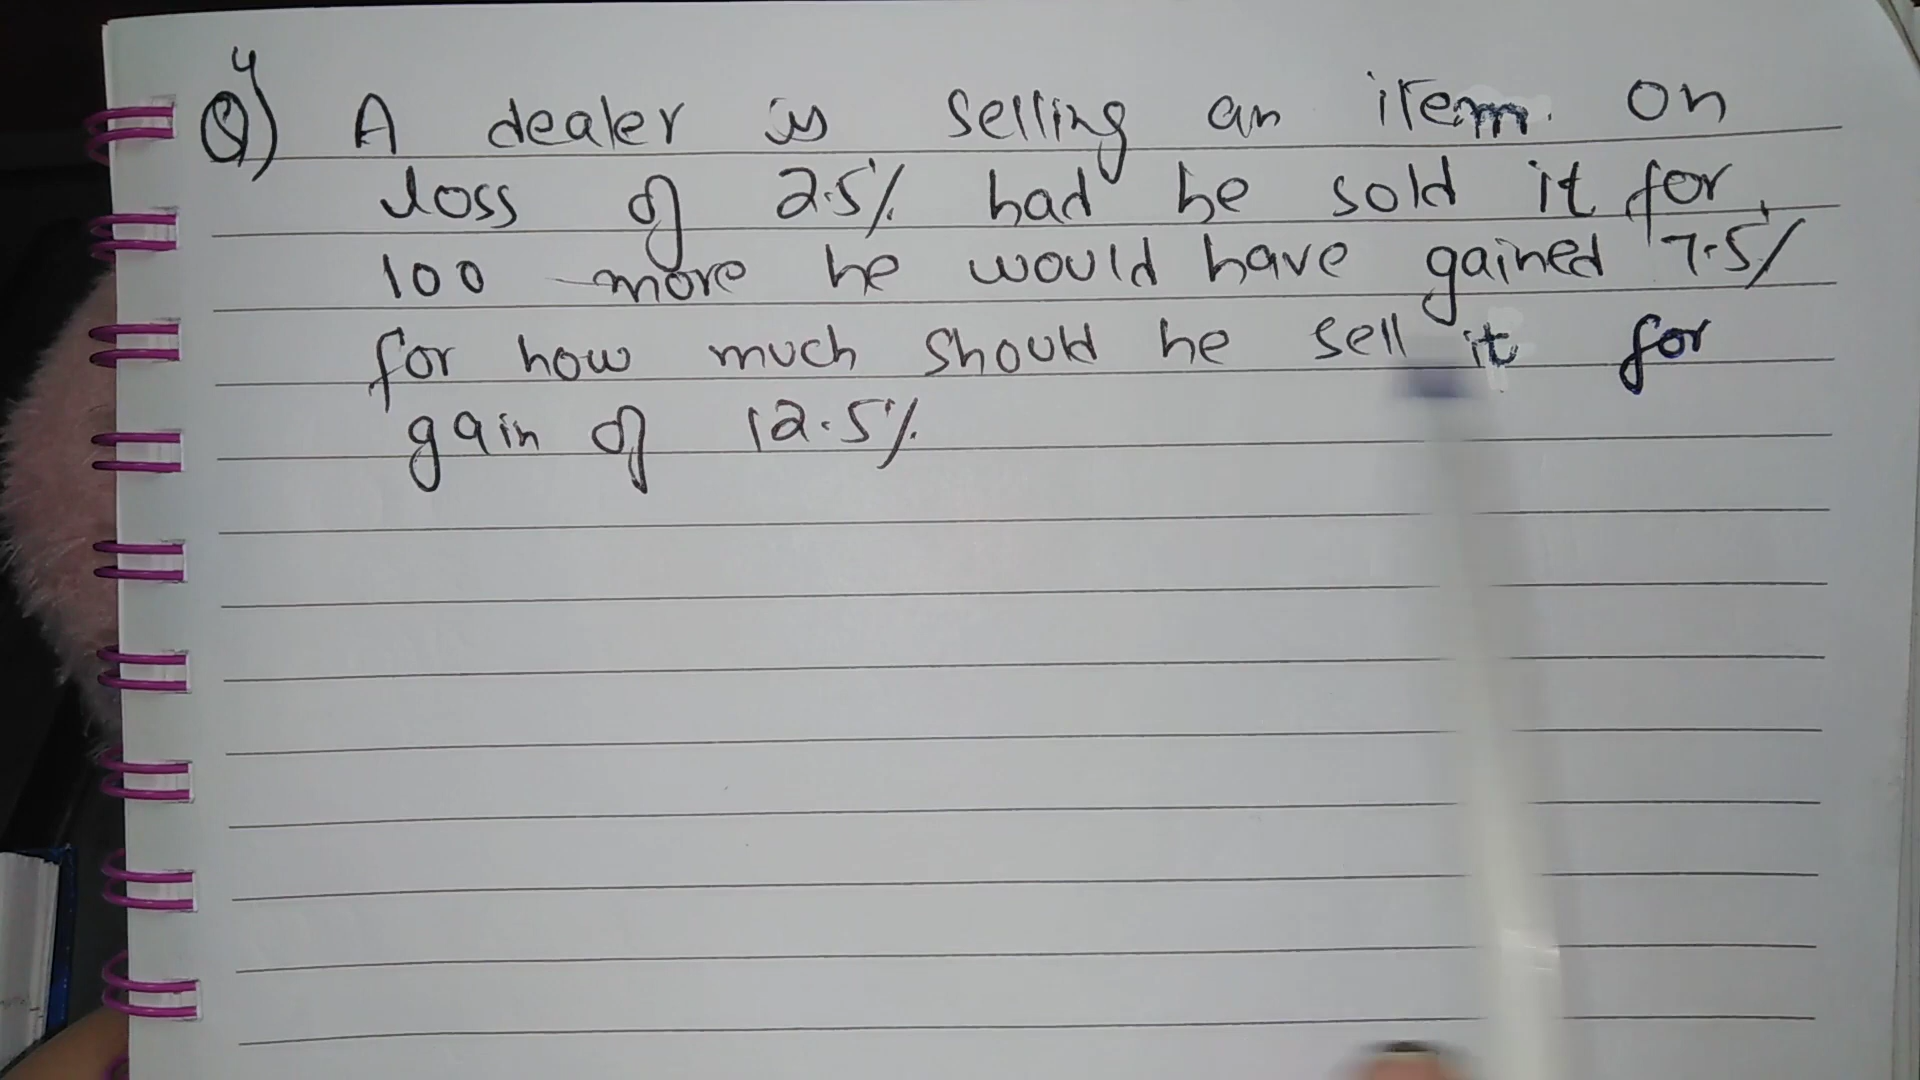 Q4) A dealer is selling an item on
loss of 2.5% had he sold it for
100 more he would have gained 7.5%
for how much should he sell it for
gain of 12.5%